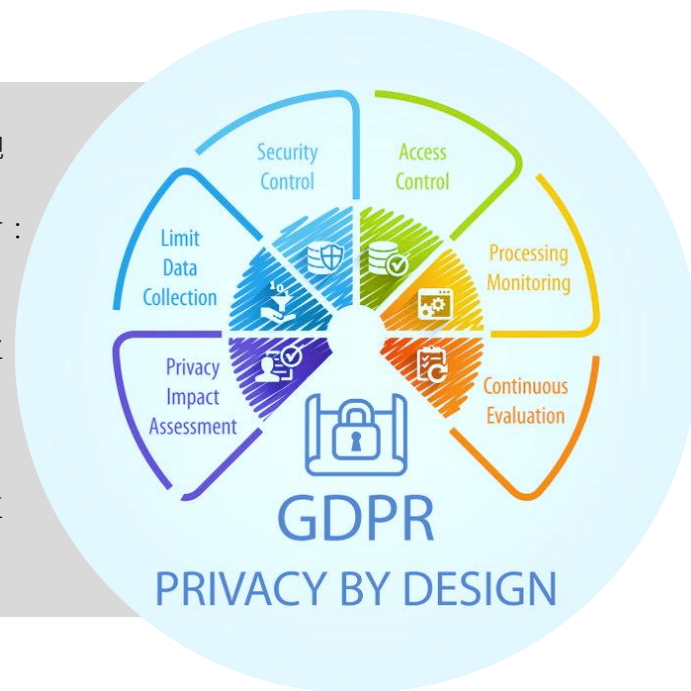 Privacy
Impact
Assessment
Limit
Data
Collection
Security
Control
Access
Control
Processing
Monitoring
Continuous
Evaluation
GDPR
PRIVACY BY DESIGN